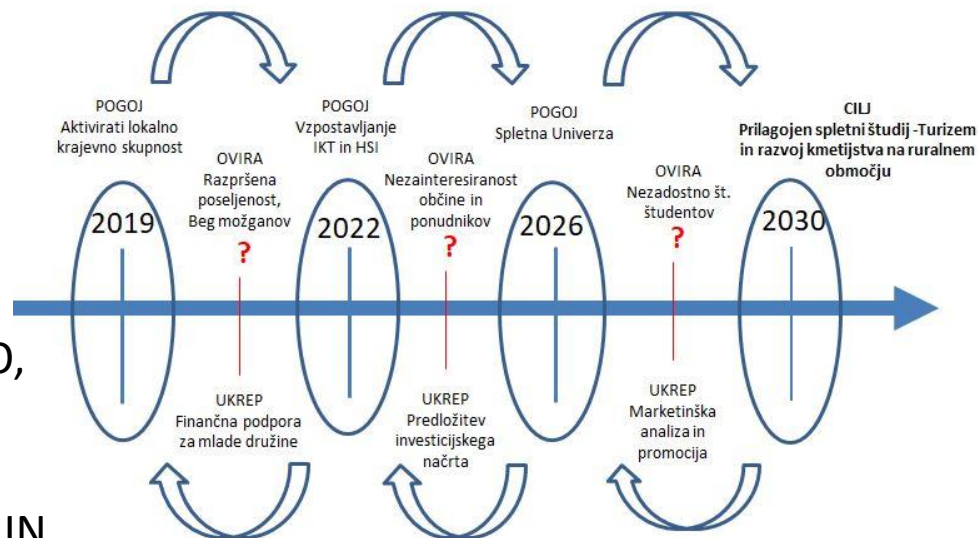 POGOJ
Aktivirati lokalno
krajevno skupnost
2019
OVIRA
Razpršena
poseljenost,
Beg možganov
?
UKREP
Finančna podpora
za mlade družine
POGOJ
Vzpostavljanje
IKT in HSI
2022
OVIRA
Nezainteresiranost
občine in
ponudnikov
?
UKREP
Predložitev
investicijskega
načrta
POGOJ
Spletna Univerza
2026
OVIRA
Nezadostno št.
študentov
?
UKREP
Marketinška
analiza in
promocija
CILJ
Prilagojen spletni študij -Turizem
in razvoj kmetijstva na ruralnem
območju
2030
O,
IN